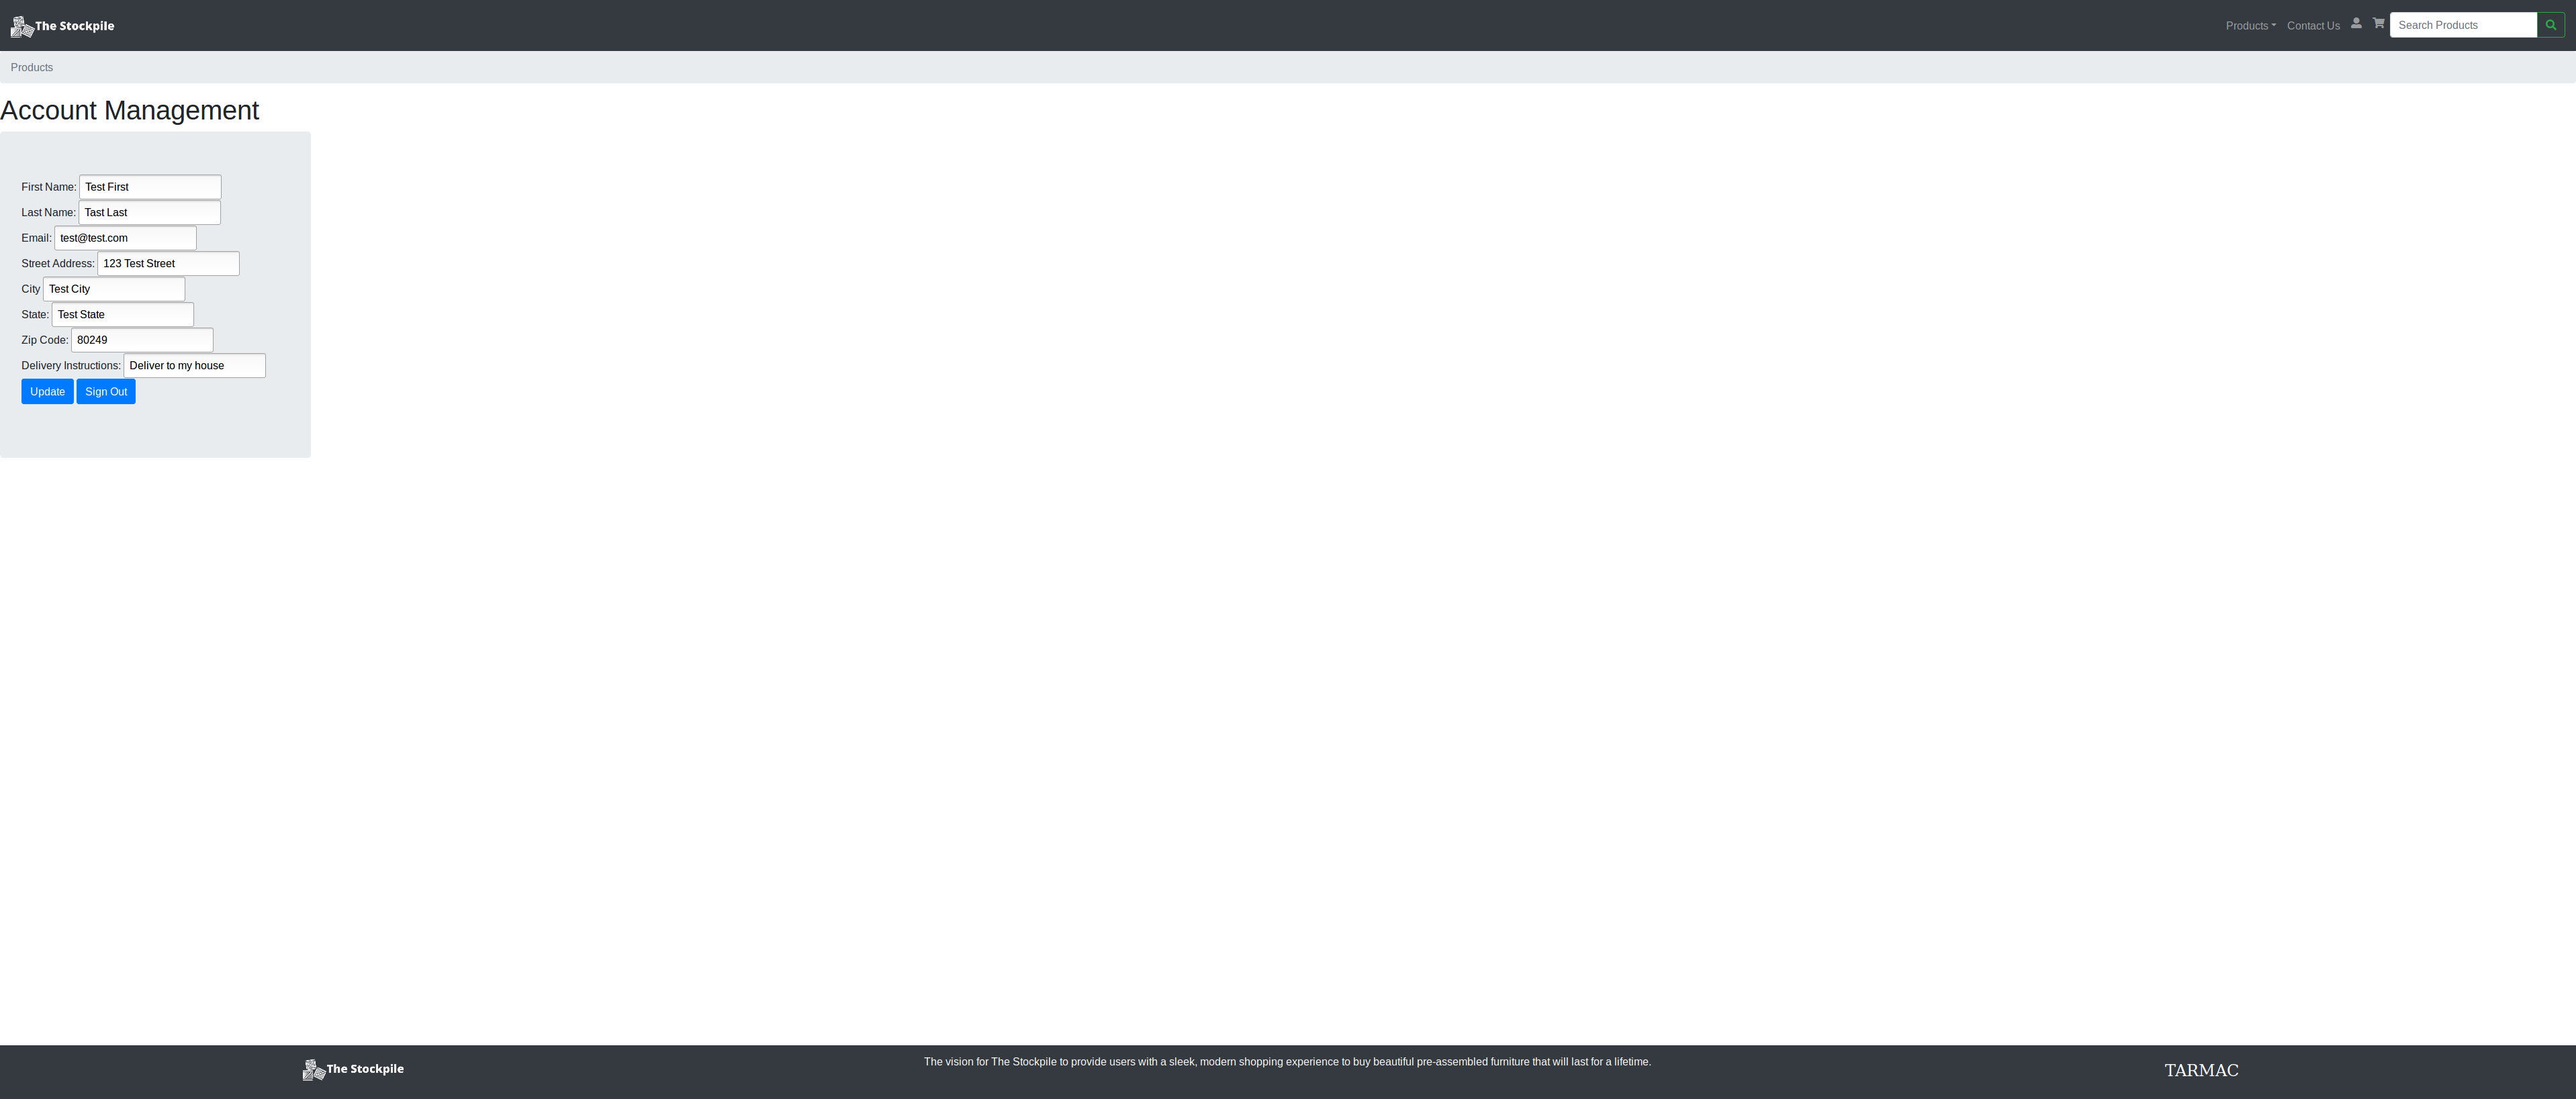 The Stockpile
Products Contact Us Search Products
Products
Account Management
First Name: Test First
Last Name: Tast Last
Email: test@test.com
Street Address: 123 Test Street
City Test City
State: Test State
Zip Code: 80249
Delivery Instructions: Deliver to my house
Update Sign Out
The Stockpile
The vision for The Stockpile to provide users with a sleek, modern shopping experience to buy beautiful pre-assembled furniture that will last for a lifetime.
TARMAC